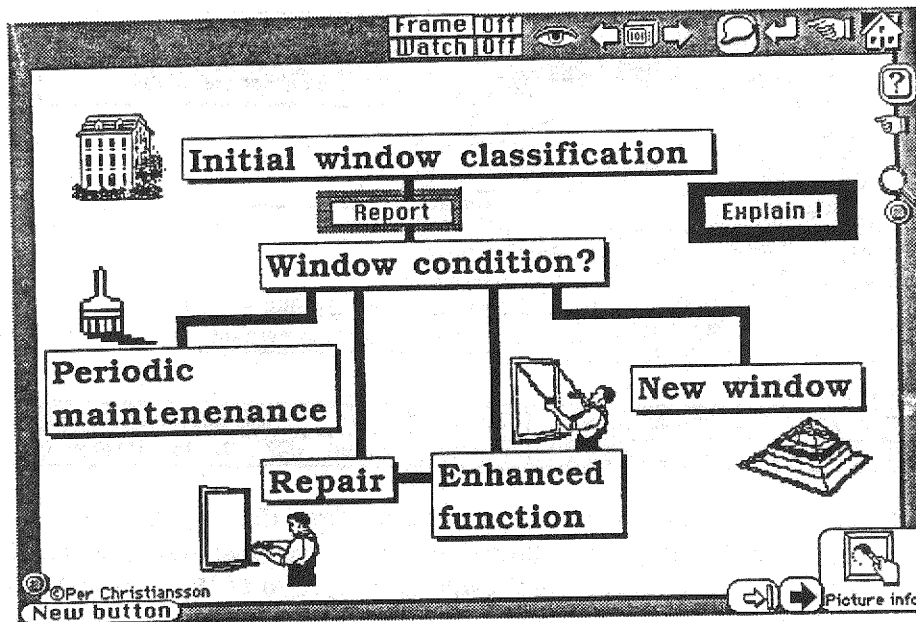 Frame Off
Watch Off
?
Initial window classification
Report
Explain !
Window condition?
Periodic
maintenenance
New window
Repair
Enhanced
function
©Per Christiansson
New button
Picture info